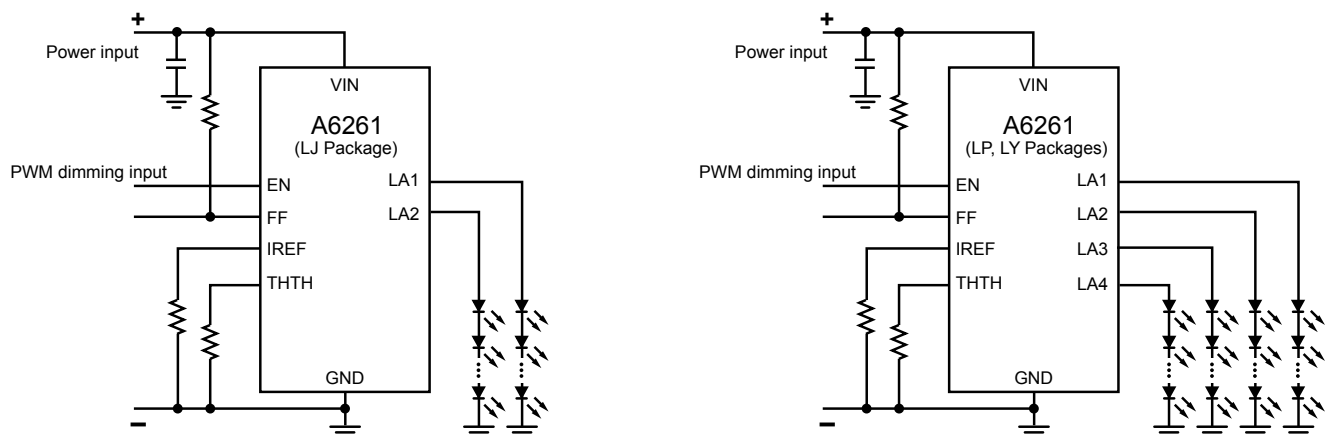 +
Power input
VIN
A6261
(LJ Package)
PWM dimming input
EN
LA1
FF
LA2
IREF
THTH
GND
–
+
Power input
VIN
A6261
(LP, LY Packages)
PWM dimming input
EN
LA1
FF
LA2
IREF
LA3
THTH
LA4
GND
–